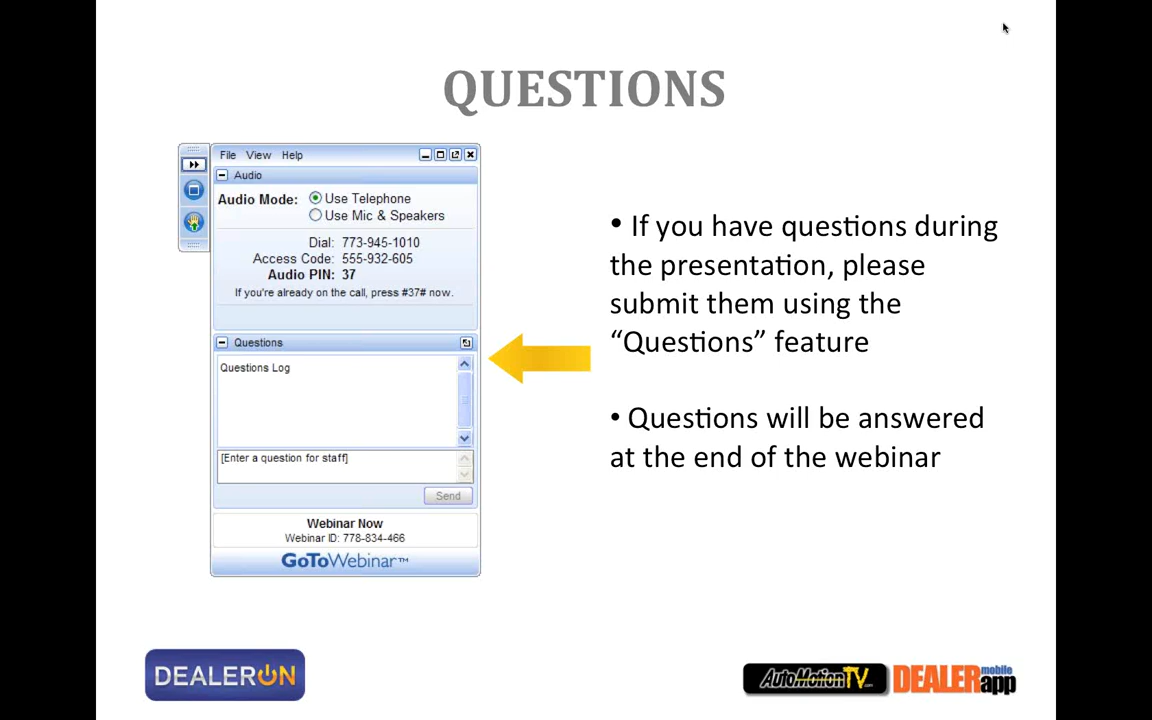 QUESTIONS
File View Help
Audio
Audio Mode: Use Telephone
Use Mic & Speakers
Dial: 773-945-1010
Access Code: 555-932-605
Audio PIN: 37
If you're already on the call, press #37# now.
Questions
Questions Log
[Enter a question for staff]
Send
Webinar Now
Webinar ID: 778-834-466
GoToWebinar™
• If you have questions during
the presentation, please
submit them using the
“Questions” feature
• Questions will be answered
at the end of the webinar
DEALERON
AutoMotionTV.com
DEALER mobile app